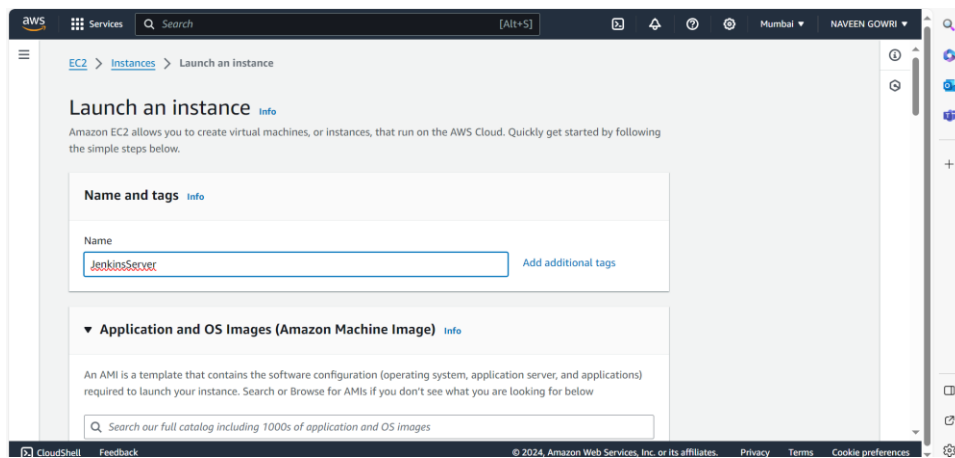 aws
Services
Search
[Alt+S]
Mumbai
NAVEEN GOWRI
EC2 > Instances > Launch an instance
Launch an instance Info
Amazon EC2 allows you to create virtual machines, or instances, that run on the AWS Cloud. Quickly get started by following
the simple steps below.
Name and tags Info
Name
JenkinsServer
Add additional tags
Application and OS Images (Amazon Machine Image) Info
An AMI is a template that contains the software configuration (operating system, application server, and applications)
required to launch your instance. Search or Browse for AMIs if you don't see what you are looking for below
Search our full catalog including 1000s of application and OS images
CloudShell Feedback
© 2024, Amazon Web Services, Inc. or its affiliates. Privacy Terms Cookie preferences